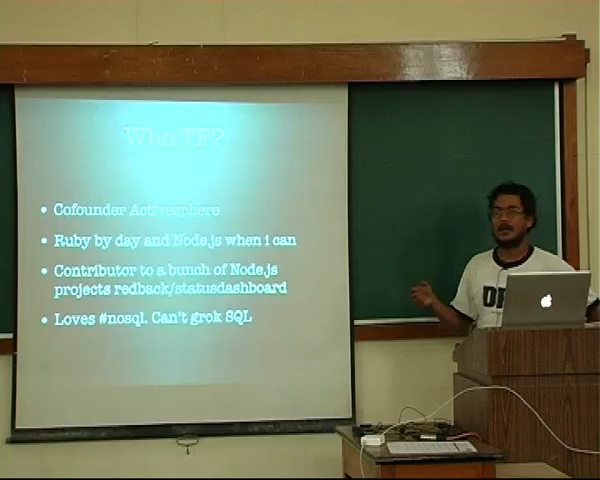 Who TF?
• Cofounder Activesphere
• Ruby by day and Node.js when i can
• Contributor to a bunch of Node.js
projects redback/statusdashboard
• Loves #nosql. Can't grok SQL